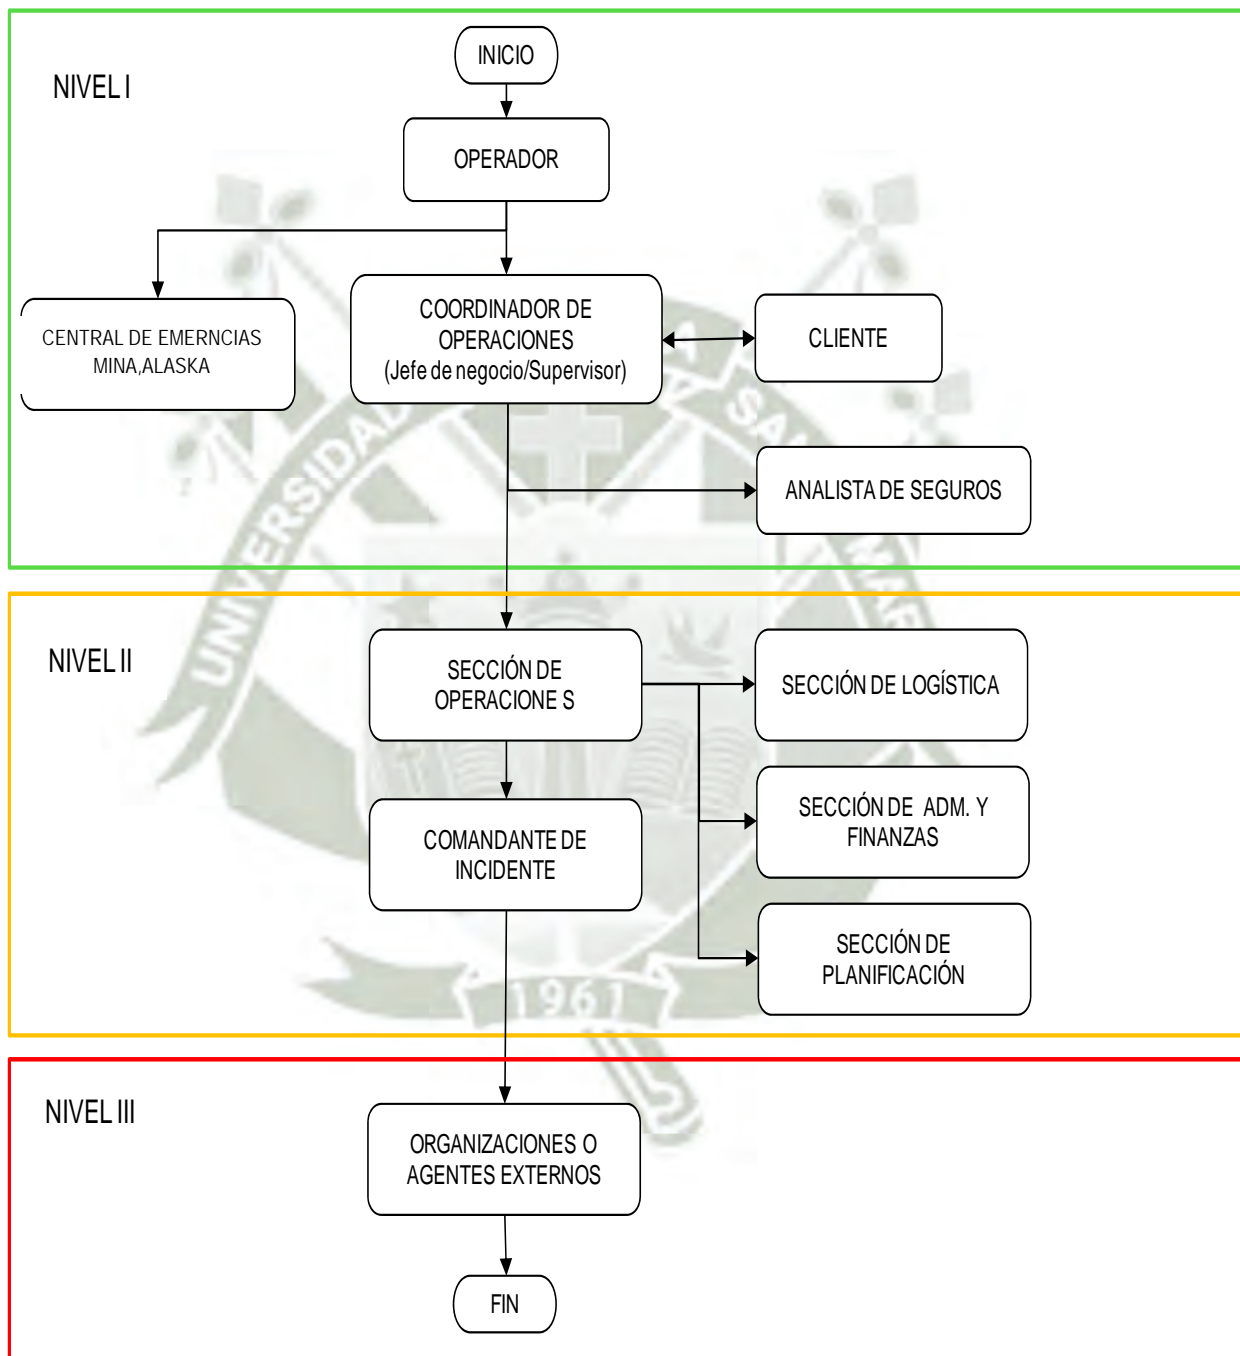 INICIO
NIVEL I
OPERADOR
CENTRAL DE EMERNCIAS
MINA,ALASKA
COORDINADOR DE
OPERACIONES
(Jefe de negocio/Supervisor)
CLIENTE
ANALISTA DE SEGUROS
NIVEL II
SECCIÓN DE
OPERACIONE S
SECCIÓN DE LOGÍSTICA
COMANDANTE DE
INCIDENTE
SECCIÓN DE ADM. Y
FINANZAS
SECCIÓN DE
PLANIFICACIÓN
NIVEL III
ORGANIZACIONES O
AGENTES EXTERNOS
FIN
UNIVERSIDAD
1961